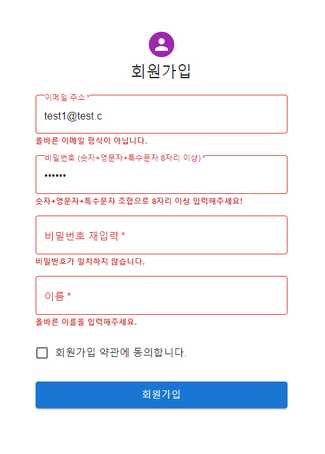 회원가입
이메일 주소 *
test1@test.c
올바른 이메일 형식이 아닙니다.
비밀번호 (숫자+영문자+특수문자 8자리 이상) *
••••••
숫자+영문자+특수문자 조합으로 8자리 이상 입력해주세요!
비밀번호 재입력 *
비밀번호가 일치하지 않습니다.
이름 *
올바른 이름을 입력해주세요.
회원가입 약관에 동의합니다.
회원가입